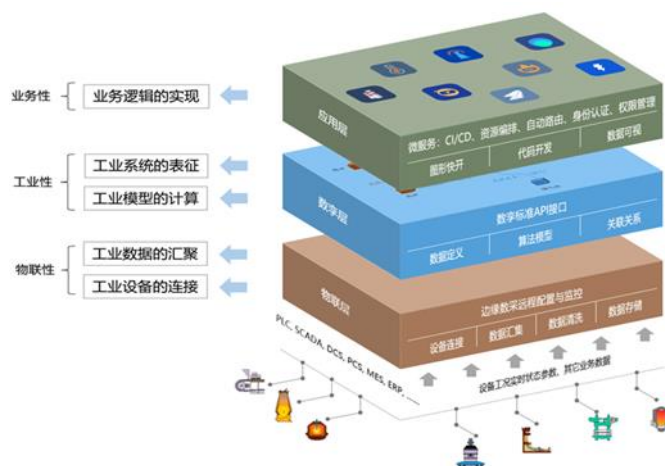 业务性
业务逻辑的实现
工业性
工业系统的表征
工业模型的计算
物联性
工业数据的汇聚
工业设备的连接
应用层
微服务：CI/CD、资源编排、自动路由、身份认证、权限管理
图形快开
代码开发
数据可视
数字层
数字标准API接口
数据定义
算法模型
关联关系
物联层
边缘数采远程配置与监控
设备连接
数据汇集
数据清洗
数据存储
PLC, SCADA, DCS, PCS, MES, ERP, ......
设备工况实时状态参数，其它业务数据